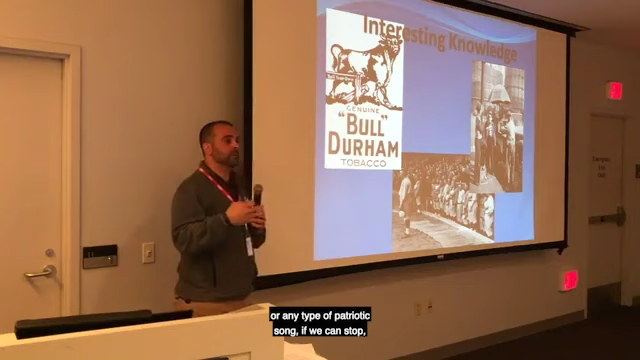 Interesting Knowledge
GENUINE
"BULL"
DURHAM
TOBACCO
or any type of patriotic
song, if we can stop,